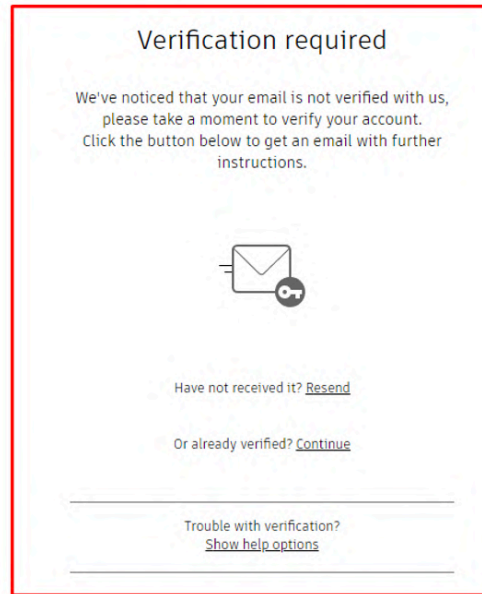 Verification required
We've noticed that your email is not verified with us,
please take a moment to verify your account.
Click the button below to get an email with further
instructions.
Have not received it? Resend
Or already verified? Continue
Trouble with verification?
Show help options